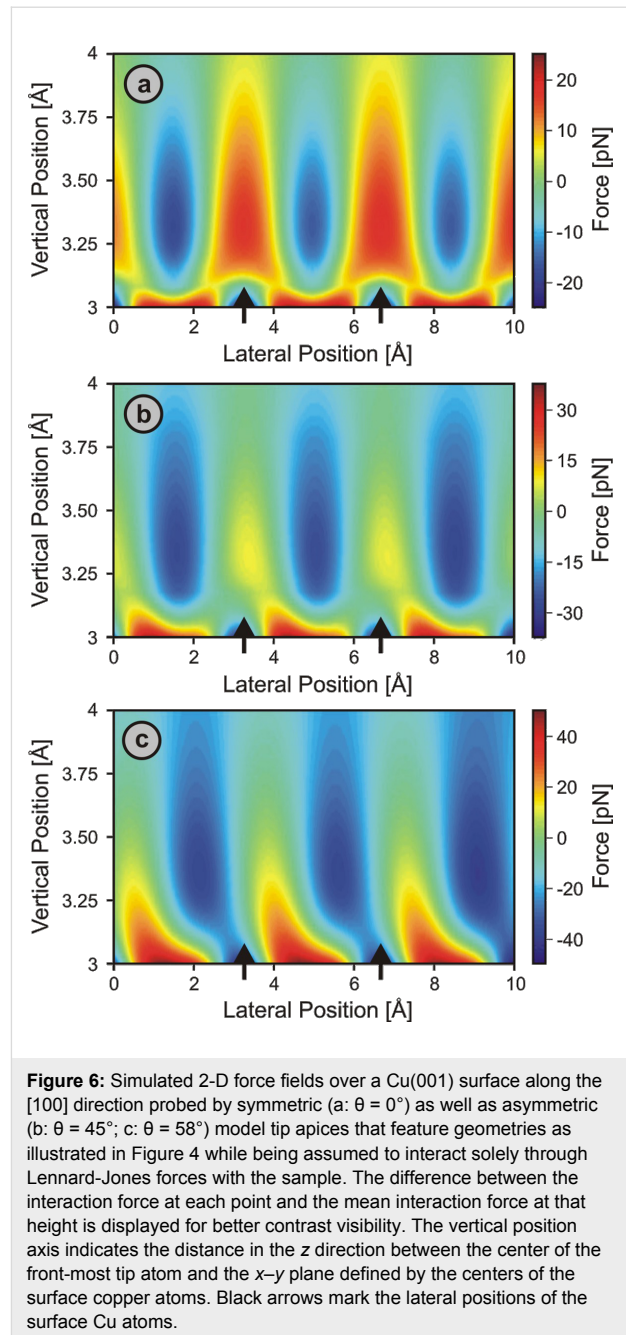 4
a
3.75
3.50
3.25
3
0
2
4
6
8
10
Vertical Position [Å]
Lateral Position [Å]
20
10
0
-10
-20
Force [pN]
4
b
3.75
3.50
3.25
3
0
2
4
6
8
10
Vertical Position [Å]
Lateral Position [Å]
30
15
0
-15
-30
Force [pN]
4
c
3.75
3.50
3.25
3
0
2
4
6
8
10
Vertical Position [Å]
Lateral Position [Å]
40
20
0
-20
-40
Force [pN]
Figure 6: Simulated 2-D force fields over a Cu(001) surface along the
[100] direction probed by symmetric (a: θ = 0°) as well as asymmetric
(b: θ = 45°; c: θ = 58°) model tip apices that feature geometries as
illustrated in Figure 4 while being assumed to interact solely through
Lennard-Jones forces with the sample. The difference between the
interaction force at each point and the mean interaction force at that
height is displayed for better contrast visibility. The vertical position
axis indicates the distance in the z direction between the center of the
front-most tip atom and the x–y plane defined by the centers of the
surface copper atoms. Black arrows mark the lateral positions of the
surface Cu atoms.